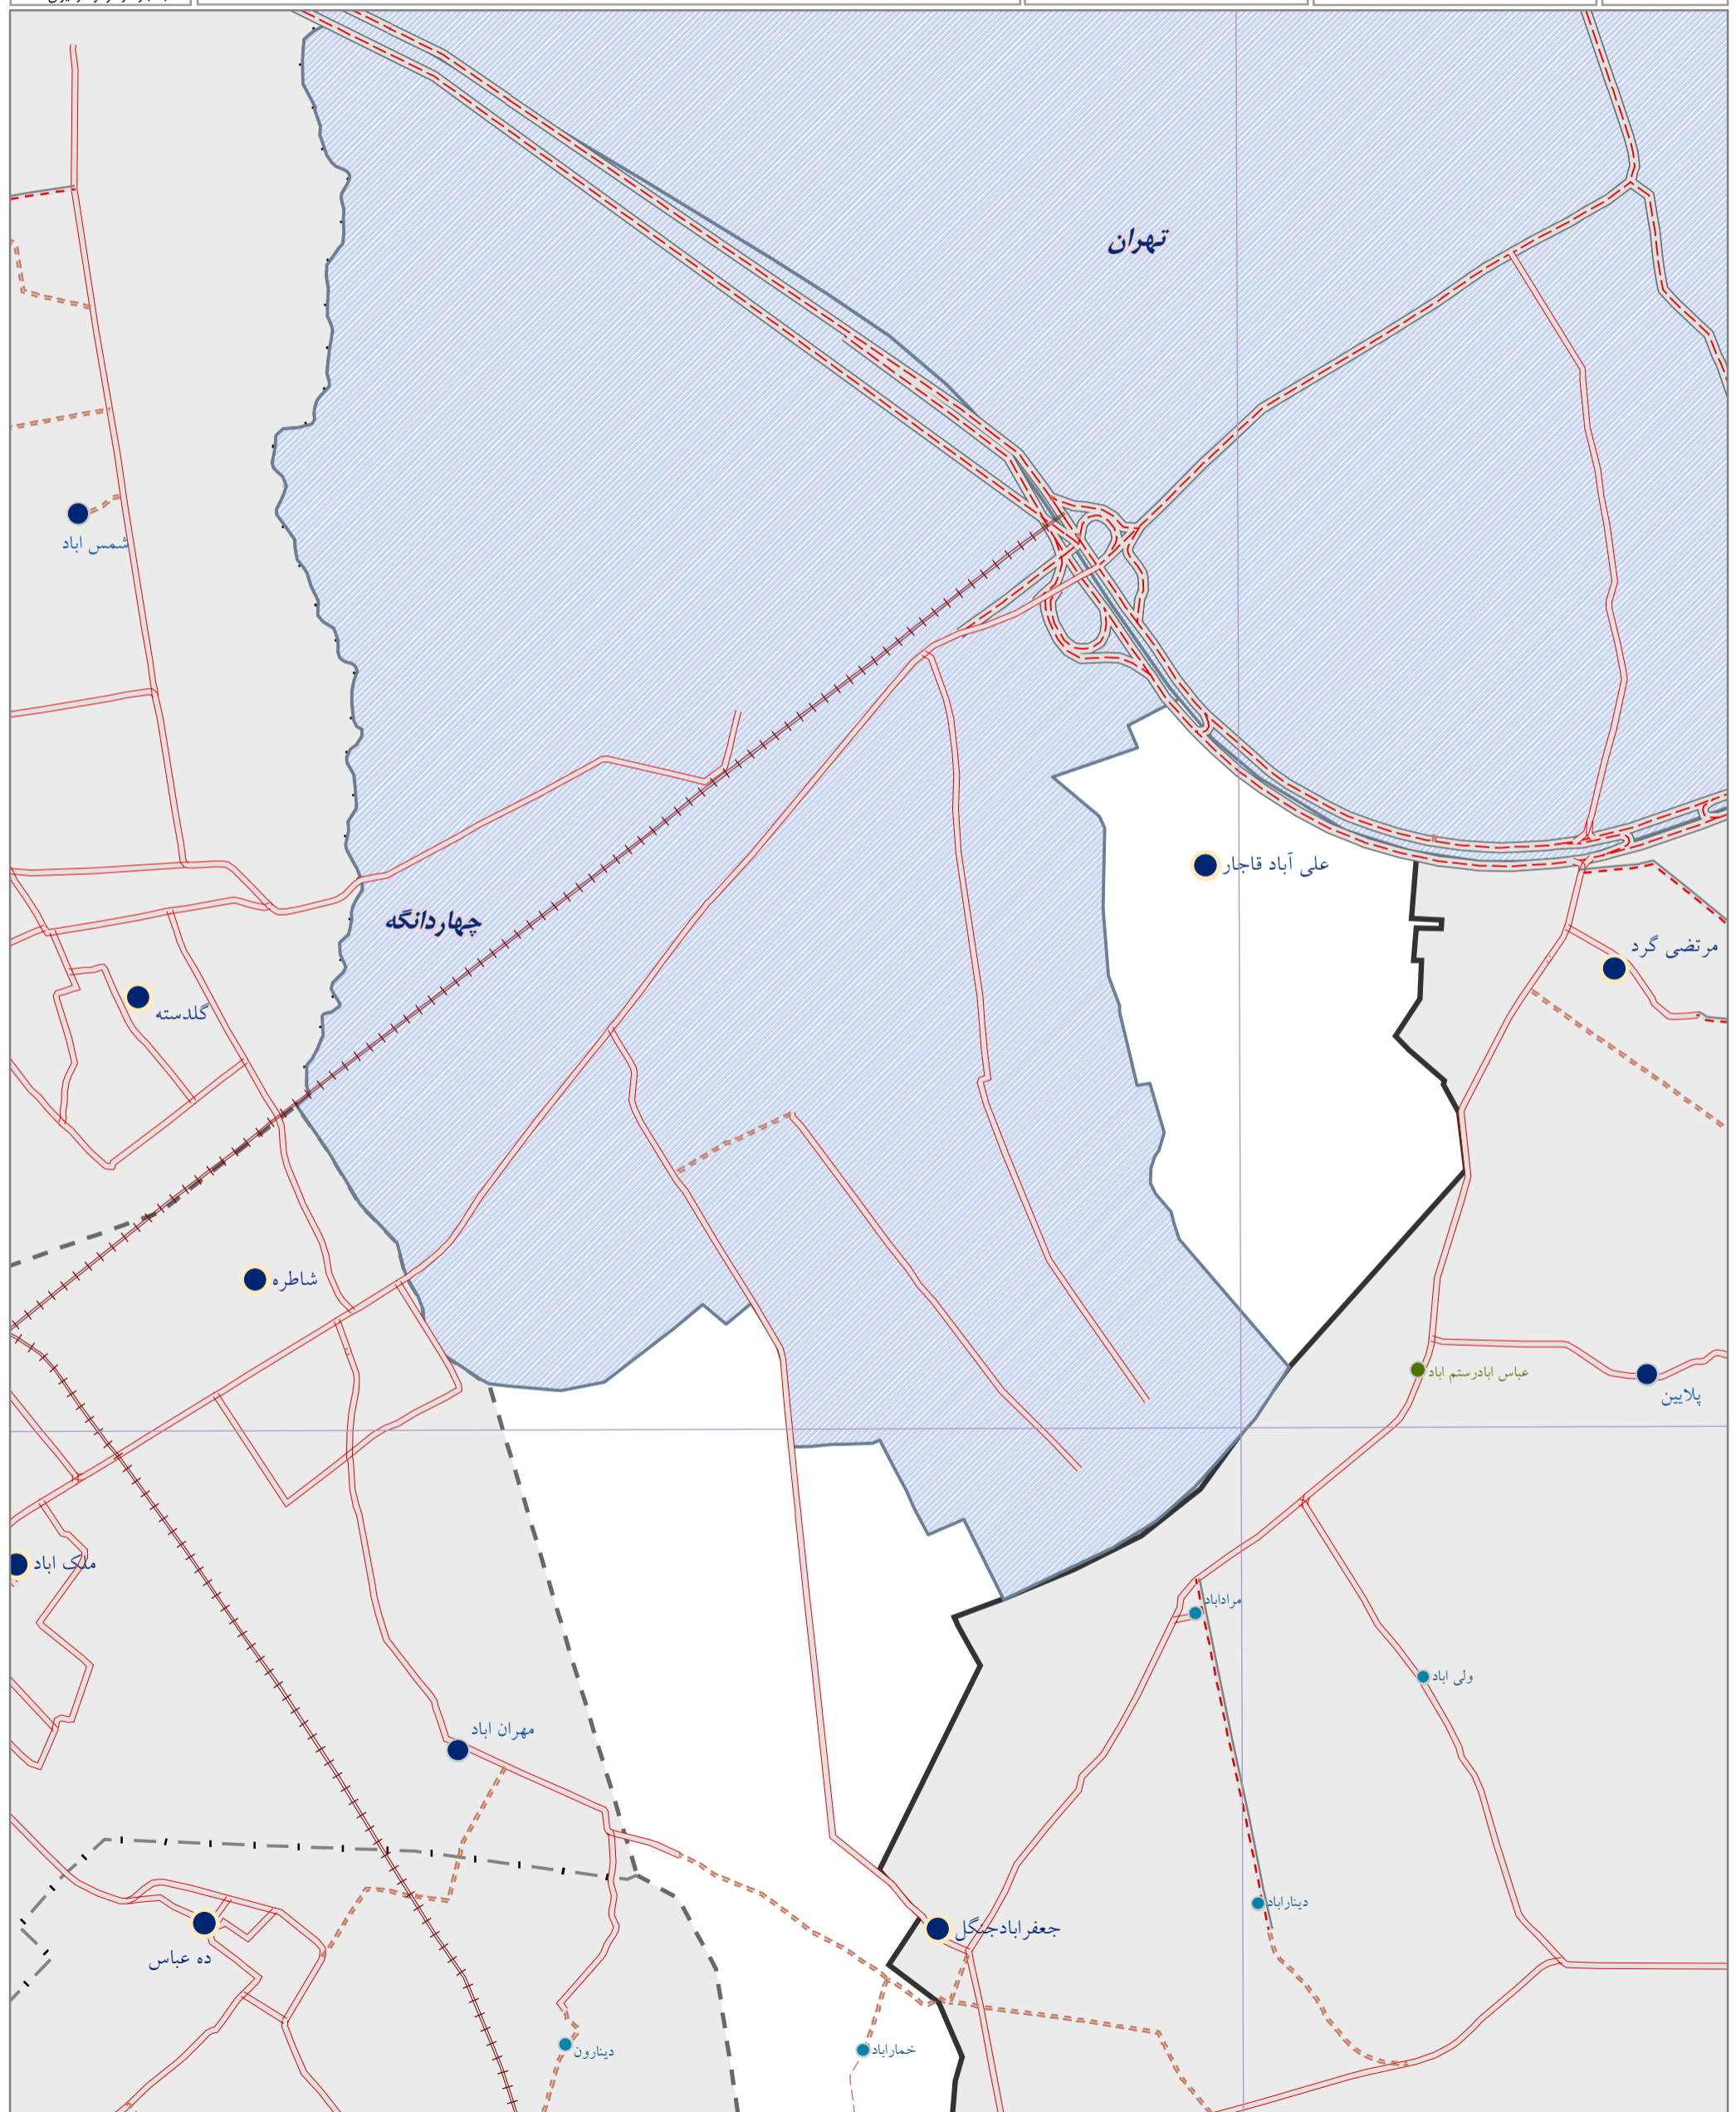 تهران
شمس اباد
علی آباد قاجار
چهاردانگه
مرتضی گرد
گلدسته
شاطره
عباس ابادرستم اباد
پلایین
ملک اباد
مراداباد
ولی اباد
مهران اباد
دیناراباد
جعفرابادجنگل
ده عباس
دینارون
خماراباد